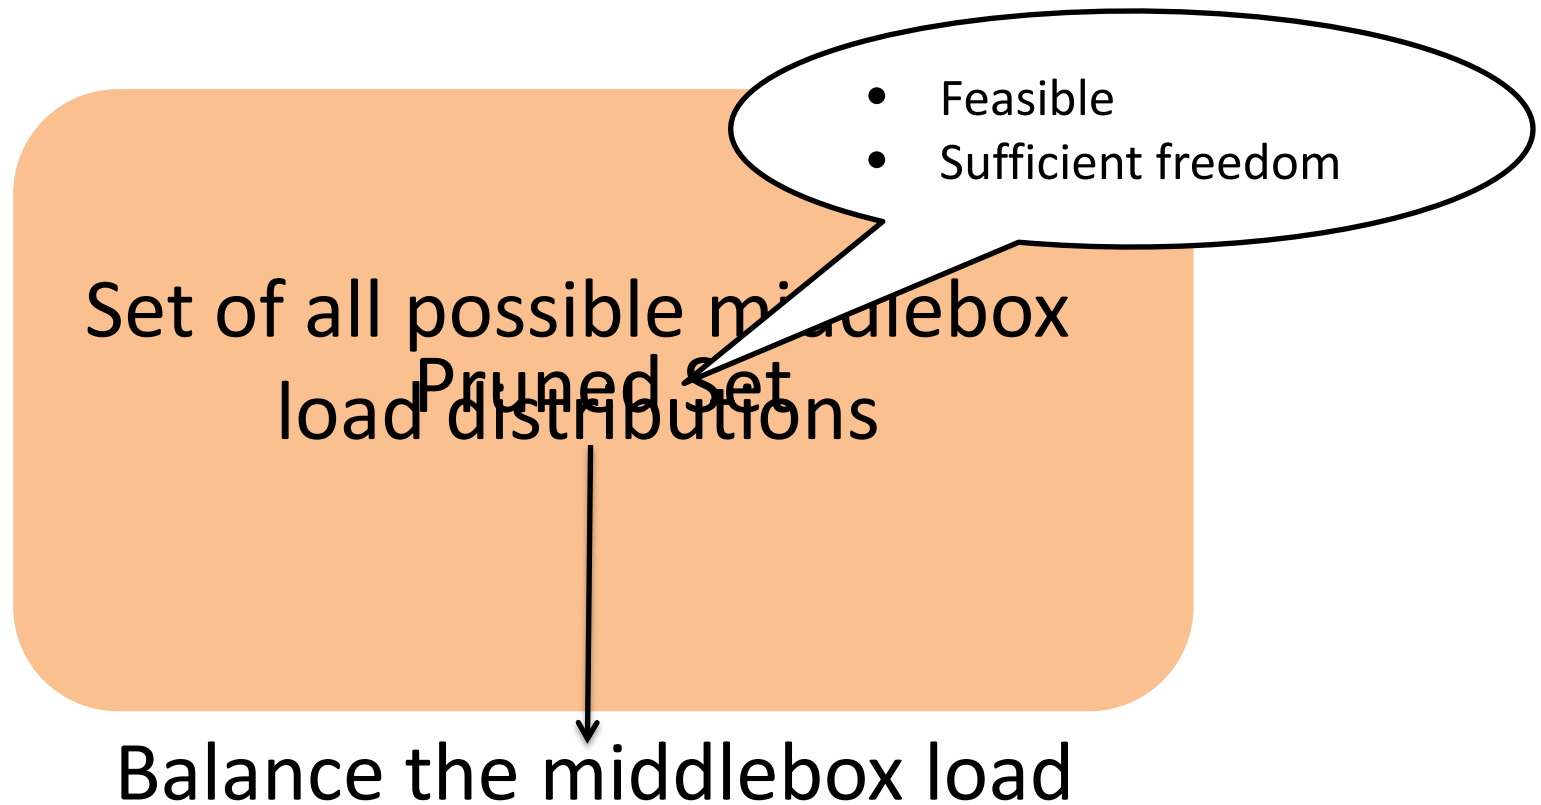 • Feasible
• Sufficient freedom
Set of all possible middlebox
load distributions
Pruned Set
Balance the middlebox load